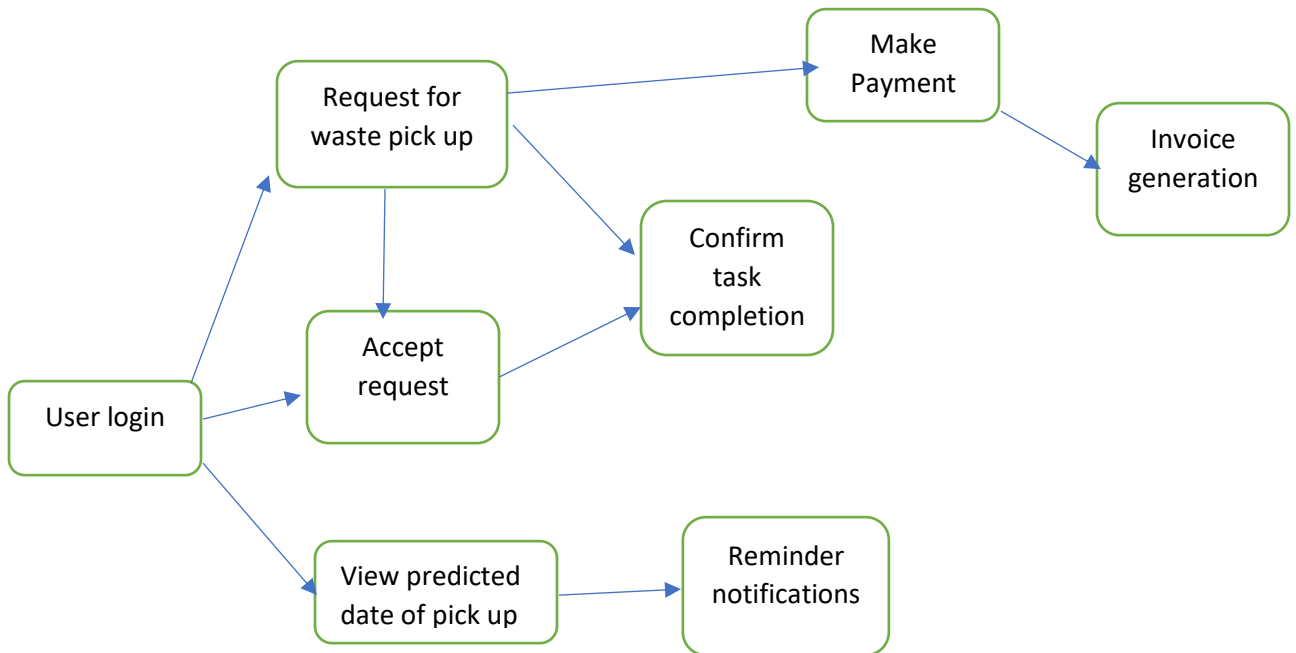 Make
Payment
Request for
waste pick up
Invoice
generation
Confirm
task
completion
Accept
request
User login
View predicted
date of pick up
Reminder
notifications